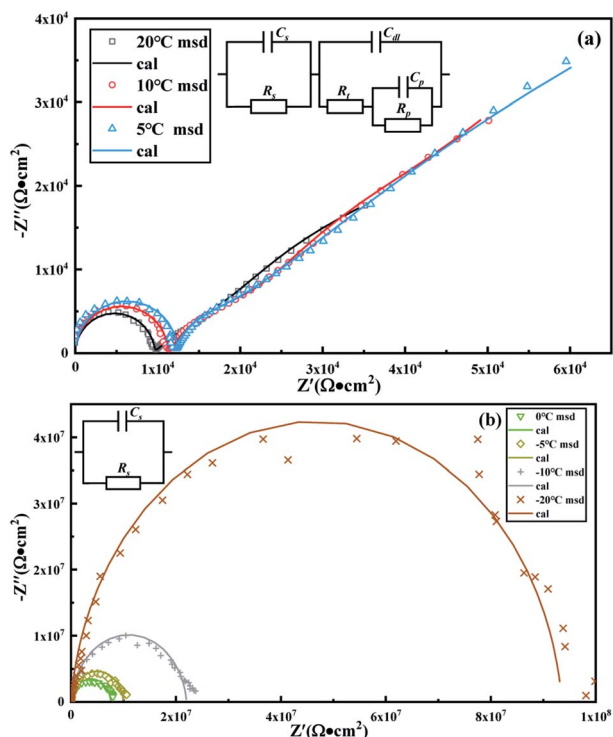 (a)
20°C msd
cal
10°C msd
cal
5°C msd
cal
Cs
Rs
Cdl
Rt
Cp
Rp
4x10⁴
3x10⁴
2x10⁴
1x10⁴
0
-Z''(Ω•cm²)
0
1x10⁴
2x10⁴
3x10⁴
4x10⁴
5x10⁴
6x10⁴
Z'(Ω•cm²)
(b)
Cs
Rs
0°C msd
cal
-5°C msd
cal
-10°C msd
cal
-20°C msd
cal
4x10⁷
3x10⁷
2x10⁷
1x10⁷
0
-Z''(Ω•cm²)
0
2x10⁷
4x10⁷
6x10⁷
8x10⁷
1x10⁸
Z'(Ω•cm²)